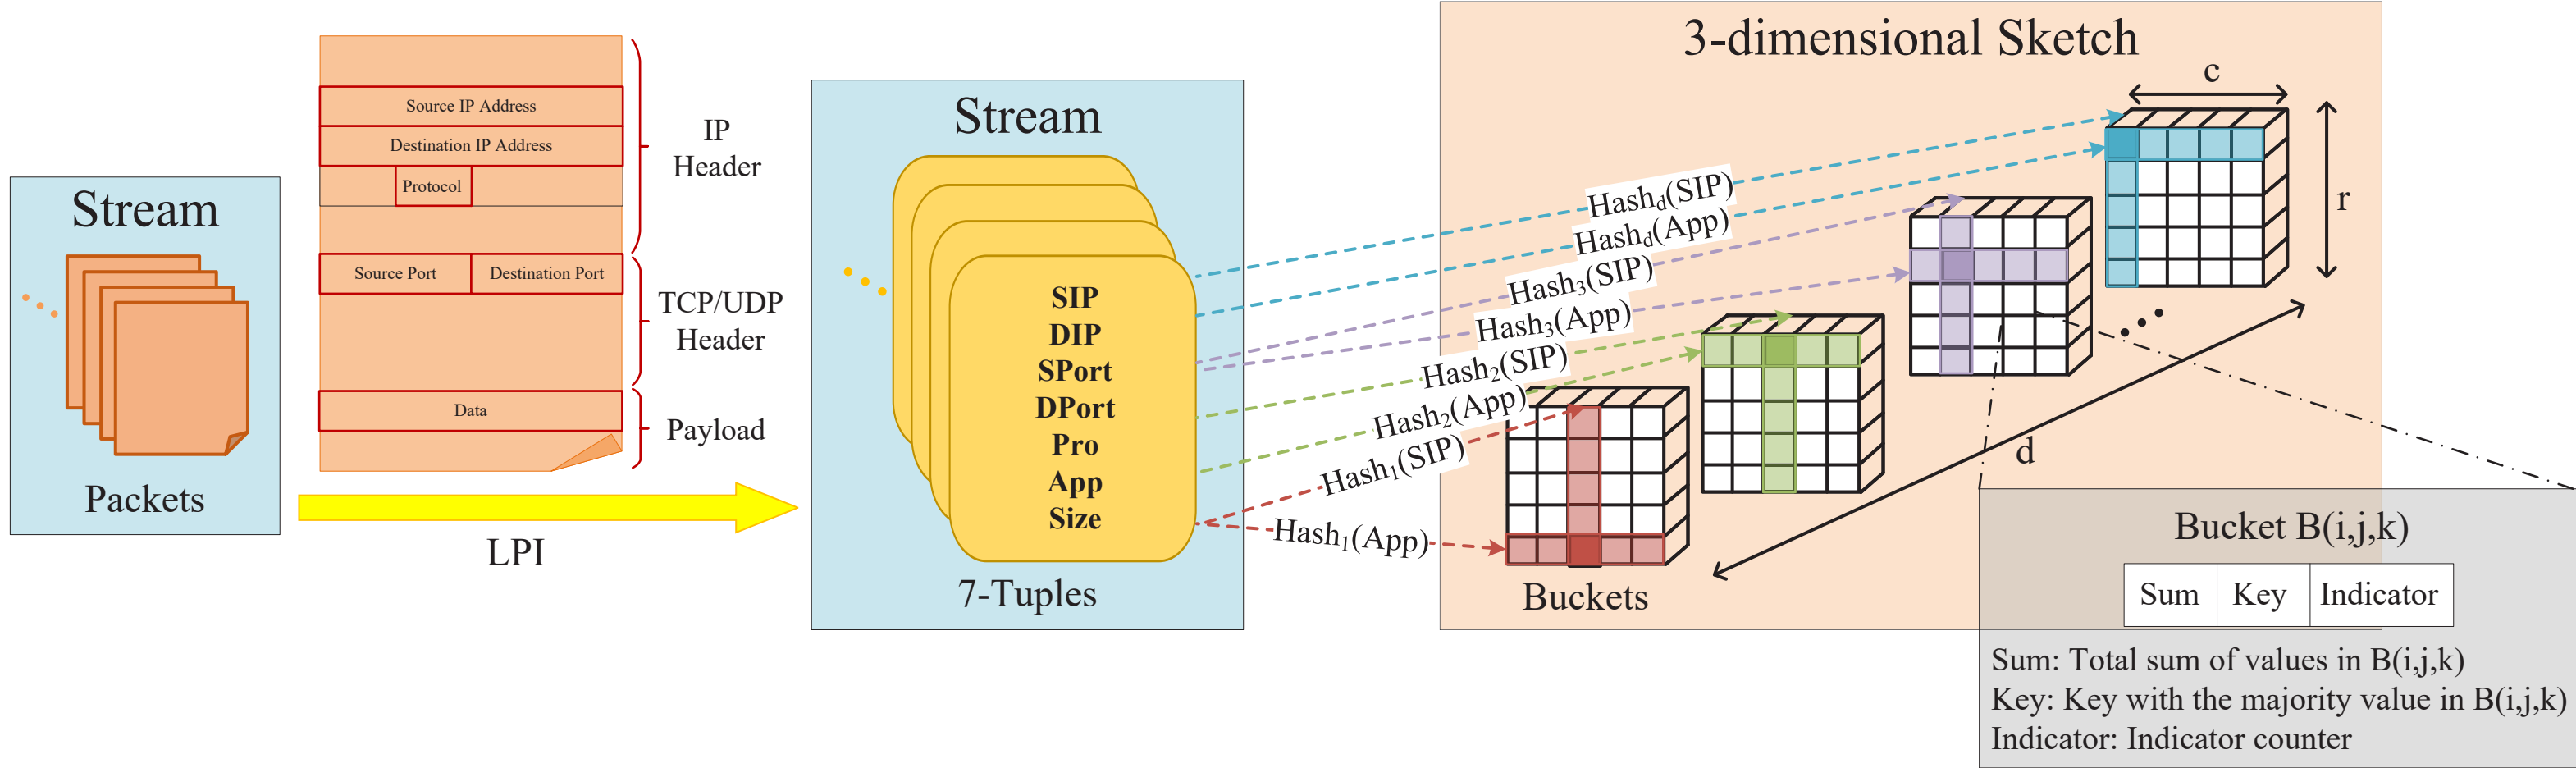 Stream
Packets
Source IP Address
Destination IP Address
Protocol
Source Port
Destination Port
Data
IP
Header
TCP/UDP
Header
Payload
LPI
Stream
SIP
DIP
SPort
DPort
Pro
App
Size
7-Tuples
3-dimensional Sketch
Hash_d(SIP)
Hash_d(App)
Hash₃(SIP)
Hash₃(App)
Hash₂(SIP)
Hash₂(App)
Hash₁(SIP)
Hash₁(App)
c
r
d
Buckets
Bucket B(i,j,k)
Sum Key Indicator
Sum: Total sum of values in B(i,j,k)
Key: Key with the majority value in B(i,j,k)
Indicator: Indicator counter